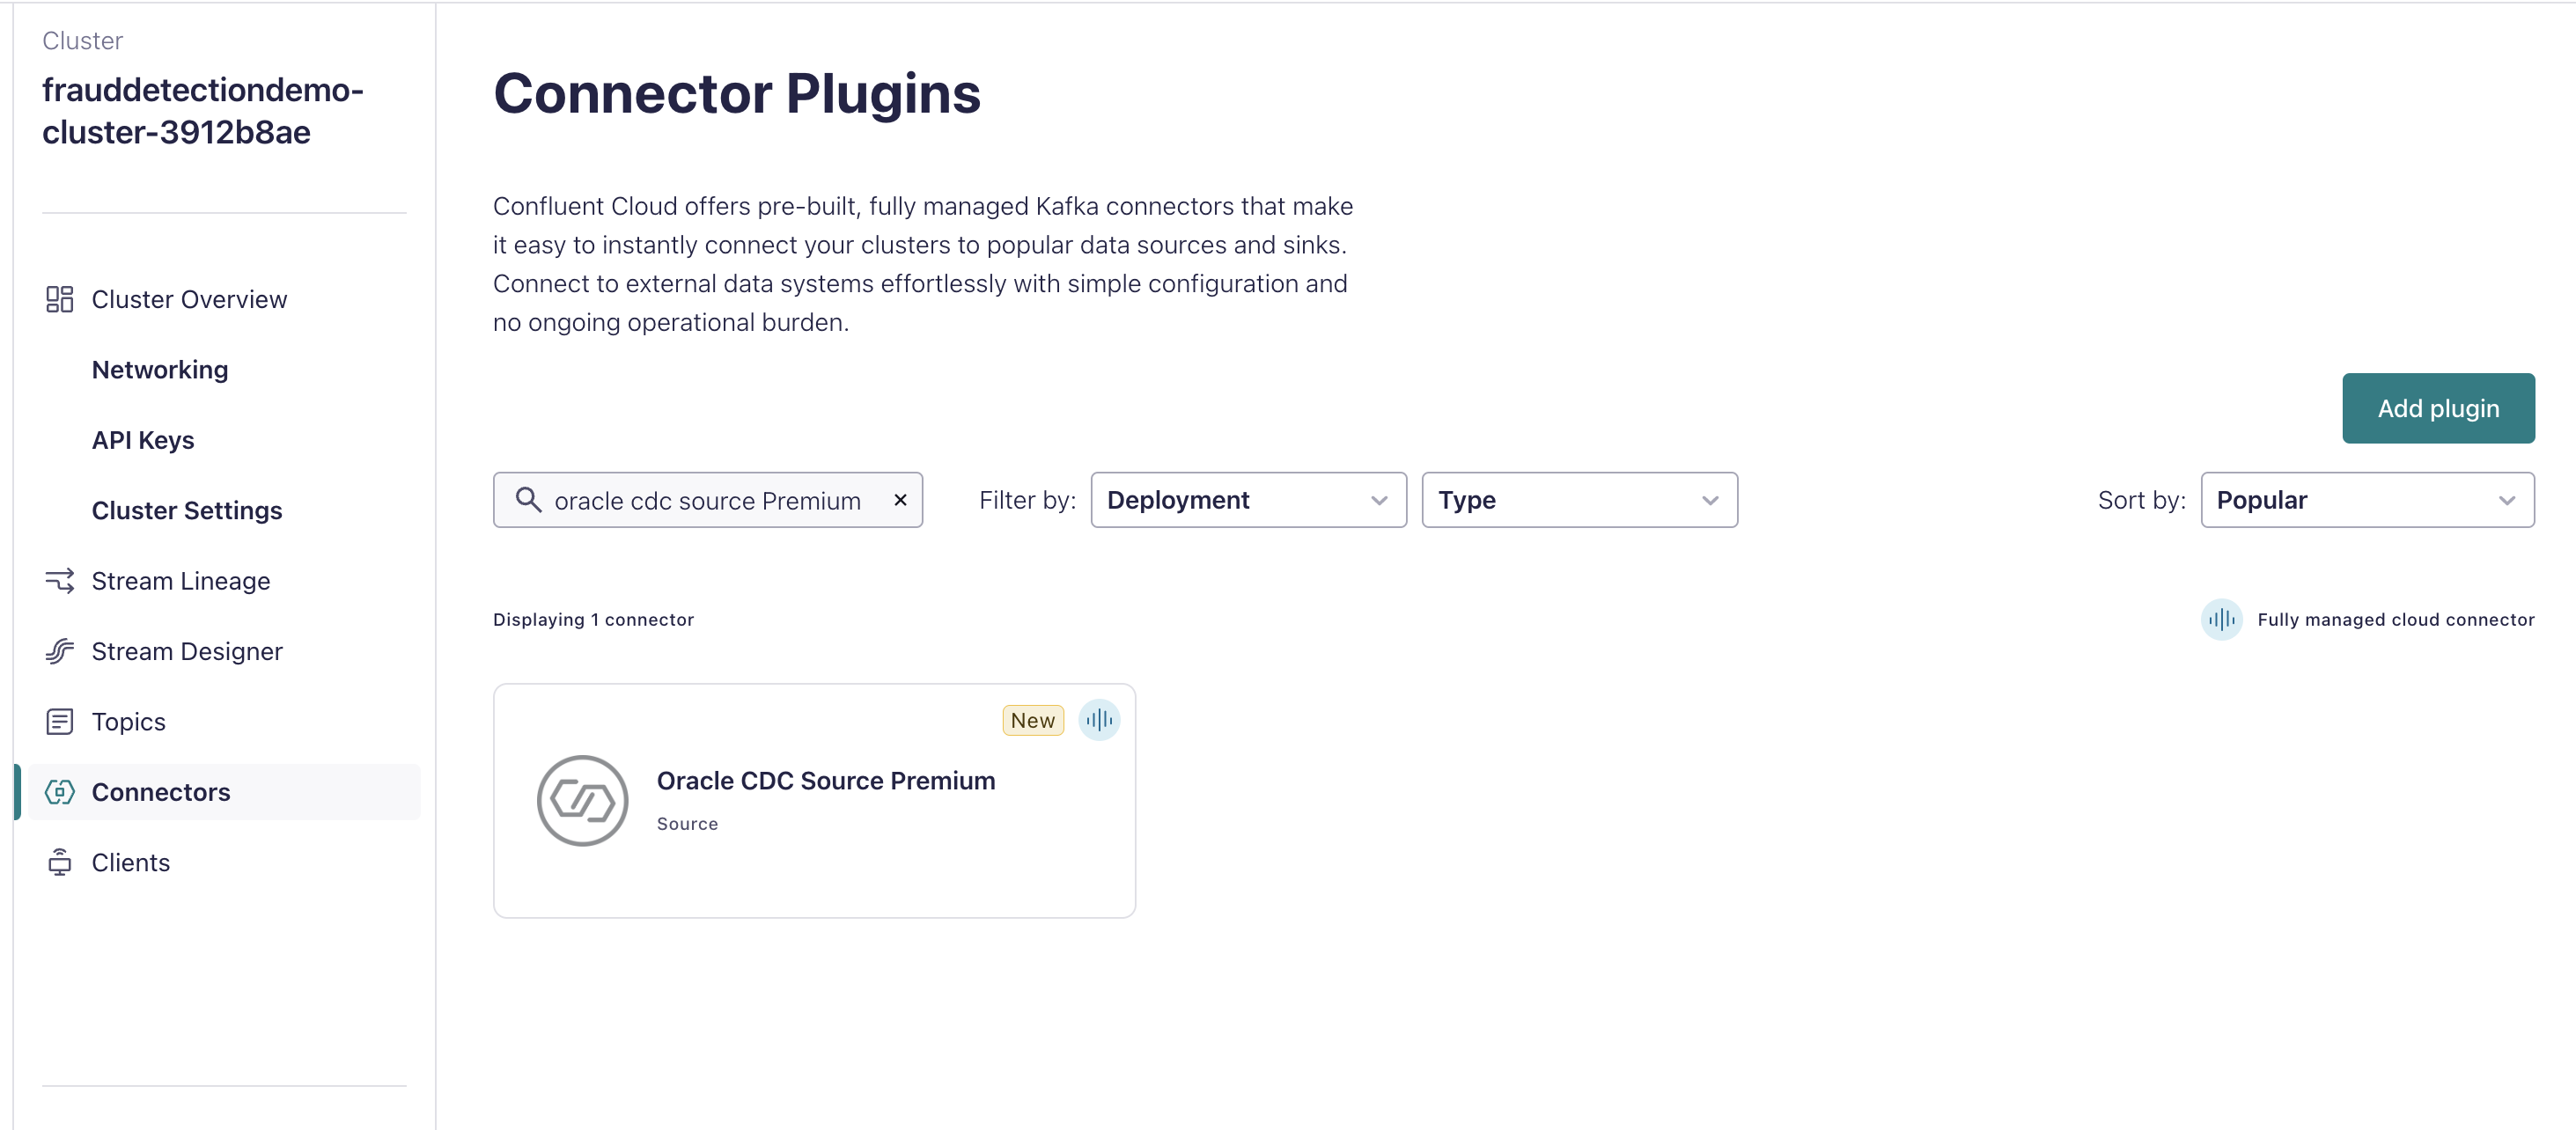 Cluster
frauddetectiondemo-
cluster-3912b8ae
Cluster Overview
Networking
API Keys
Cluster Settings
Stream Lineage
Stream Designer
Topics
Connectors
Clients
Connector Plugins
Confluent Cloud offers pre-built, fully managed Kafka connectors that make
it easy to instantly connect your clusters to popular data sources and sinks.
Connect to external data systems effortlessly with simple configuration and
no ongoing operational burden.
Add plugin
oracle cdc source Premium
Filter by: Deployment Type
Sort by: Popular
Displaying 1 connector
Fully managed cloud connector
New
Oracle CDC Source Premium
Source